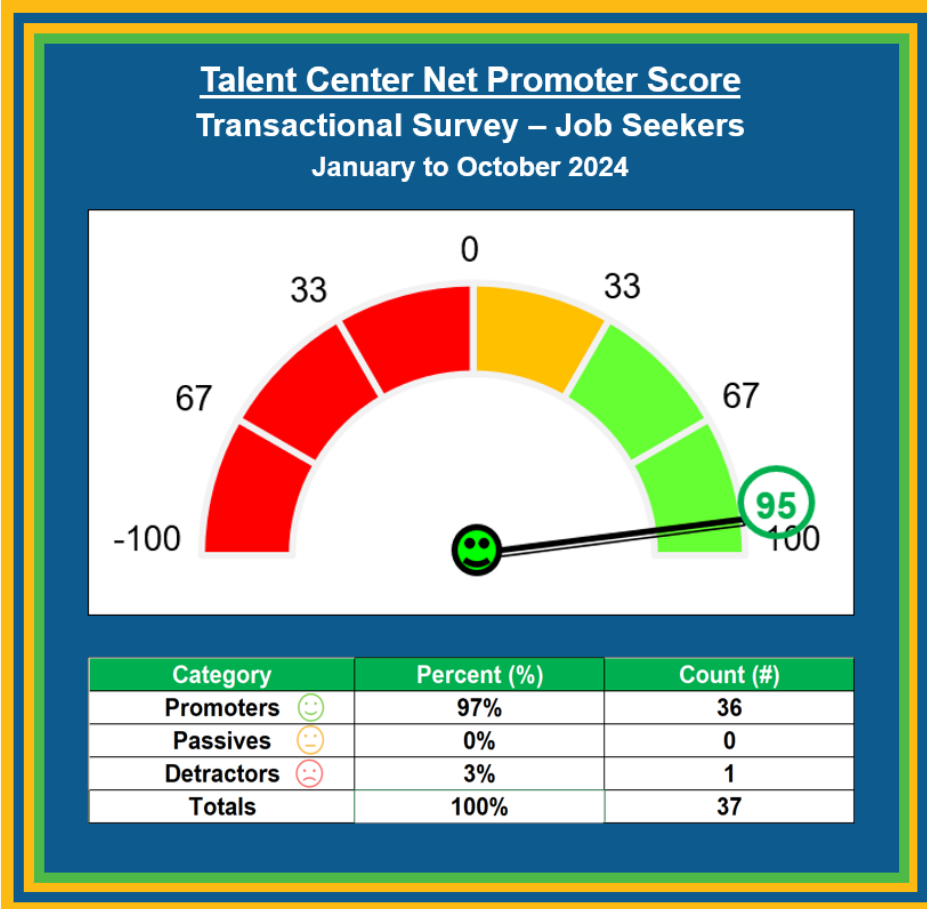 Talent Center Net Promoter Score
Transactional Survey – Job Seekers
January to October 2024
0
33
33
67
67
-100
95
100
Category Percent (%) Count (#)
Promoters 97% 36
Passives 0% 0
Detractors 3% 1
Totals 100% 37